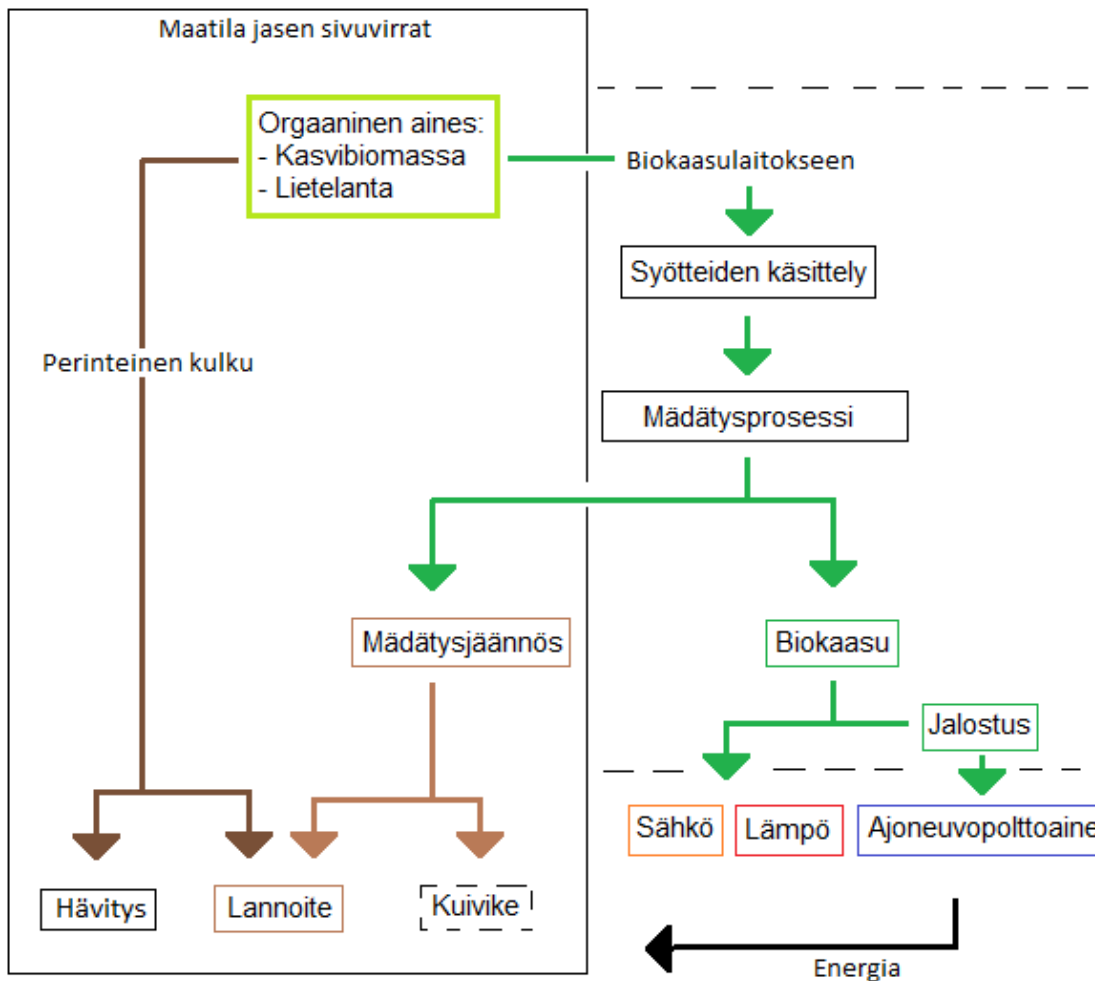 Maatila jasen sivuvirrat
Orgaaninen aines:
- Kasvibiomassa
- Lietelanta
Biokaasulaitokseen
Syötteiden käsittely
Perinteinen kulku
Mädätysprosessi
Mädätysjäännös
Biokaasu
Jalostus
Sähkö
Lämpö
Ajoneuvopolttoaine
Hävitys
Lannoite
Kuivike
Energia